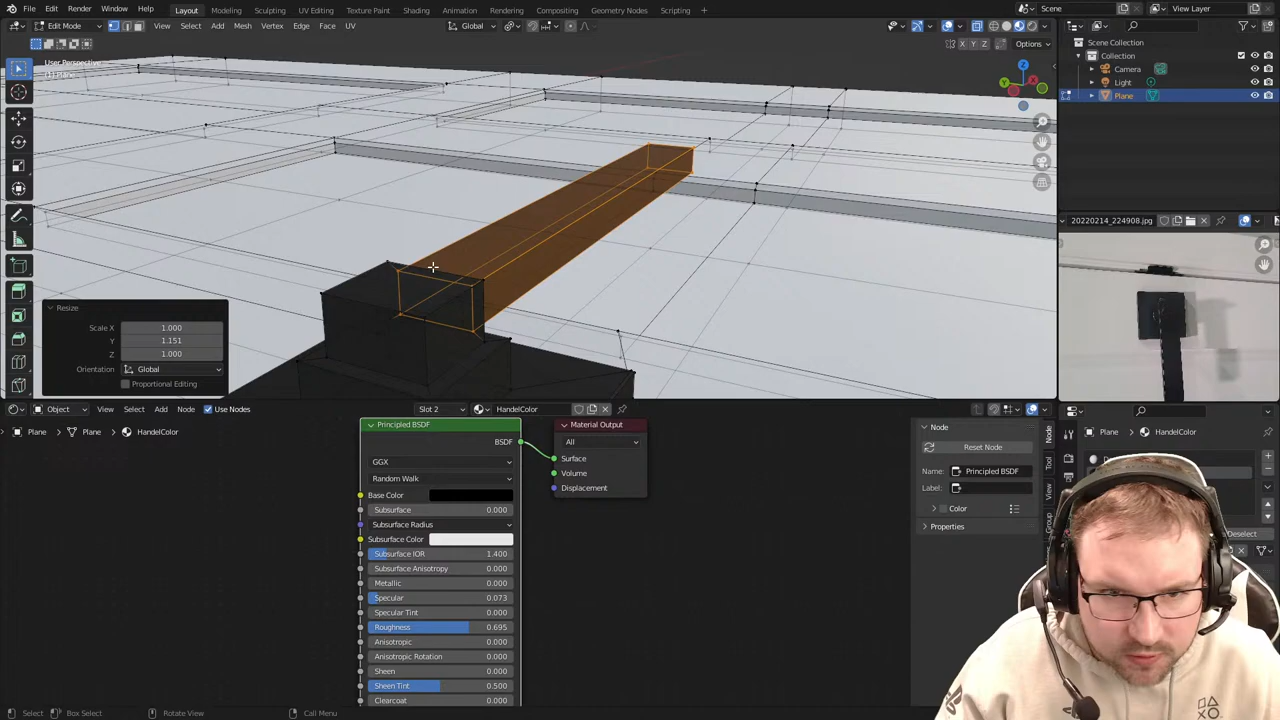 File Edit Render Window Help Layout Modeling Sculpting UV Editing Texture Paint Shading Animation Rendering Compositing Geometry Nodes Scripting + Scene View Layer
Edit Mode View Select Add Mesh Vertex Edge Face UV Global
X Y Z Options
User Perspective
(1) Plane
Scene Collection
Collection
Camera
Light
Plane
20220214_224908.jpg
Resize
Scale X 1.000
Y 1.151
Z 1.000
Orientation Global
Proportional Editing
Object View Select Add Node Use Nodes Slot 2 HandelColor
Plane > Plane > HandelColor
Principled BSDF
BSDF
GGX
Random Walk
Base Color
Subsurface 0.000
Subsurface Radius
Subsurface Color
Subsurface IOR 1.400
Subsurface Anisotropy 0.000
Metallic 0.000
Specular 0.073
Specular Tint 0.000
Roughness 0.695
Anisotropic 0.000
Anisotropic Rotation 0.000
Sheen 0.000
Sheen Tint 0.500
Clearcoat 0.000
Material Output
All
Surface
Volume
Displacement
Node
Reset Node
Name: Principled BSDF
Label:
Color
Properties
Node
Tool
View
Group
Plane > HandelColor
Deselect
Select Box Select Rotate View Call Menu